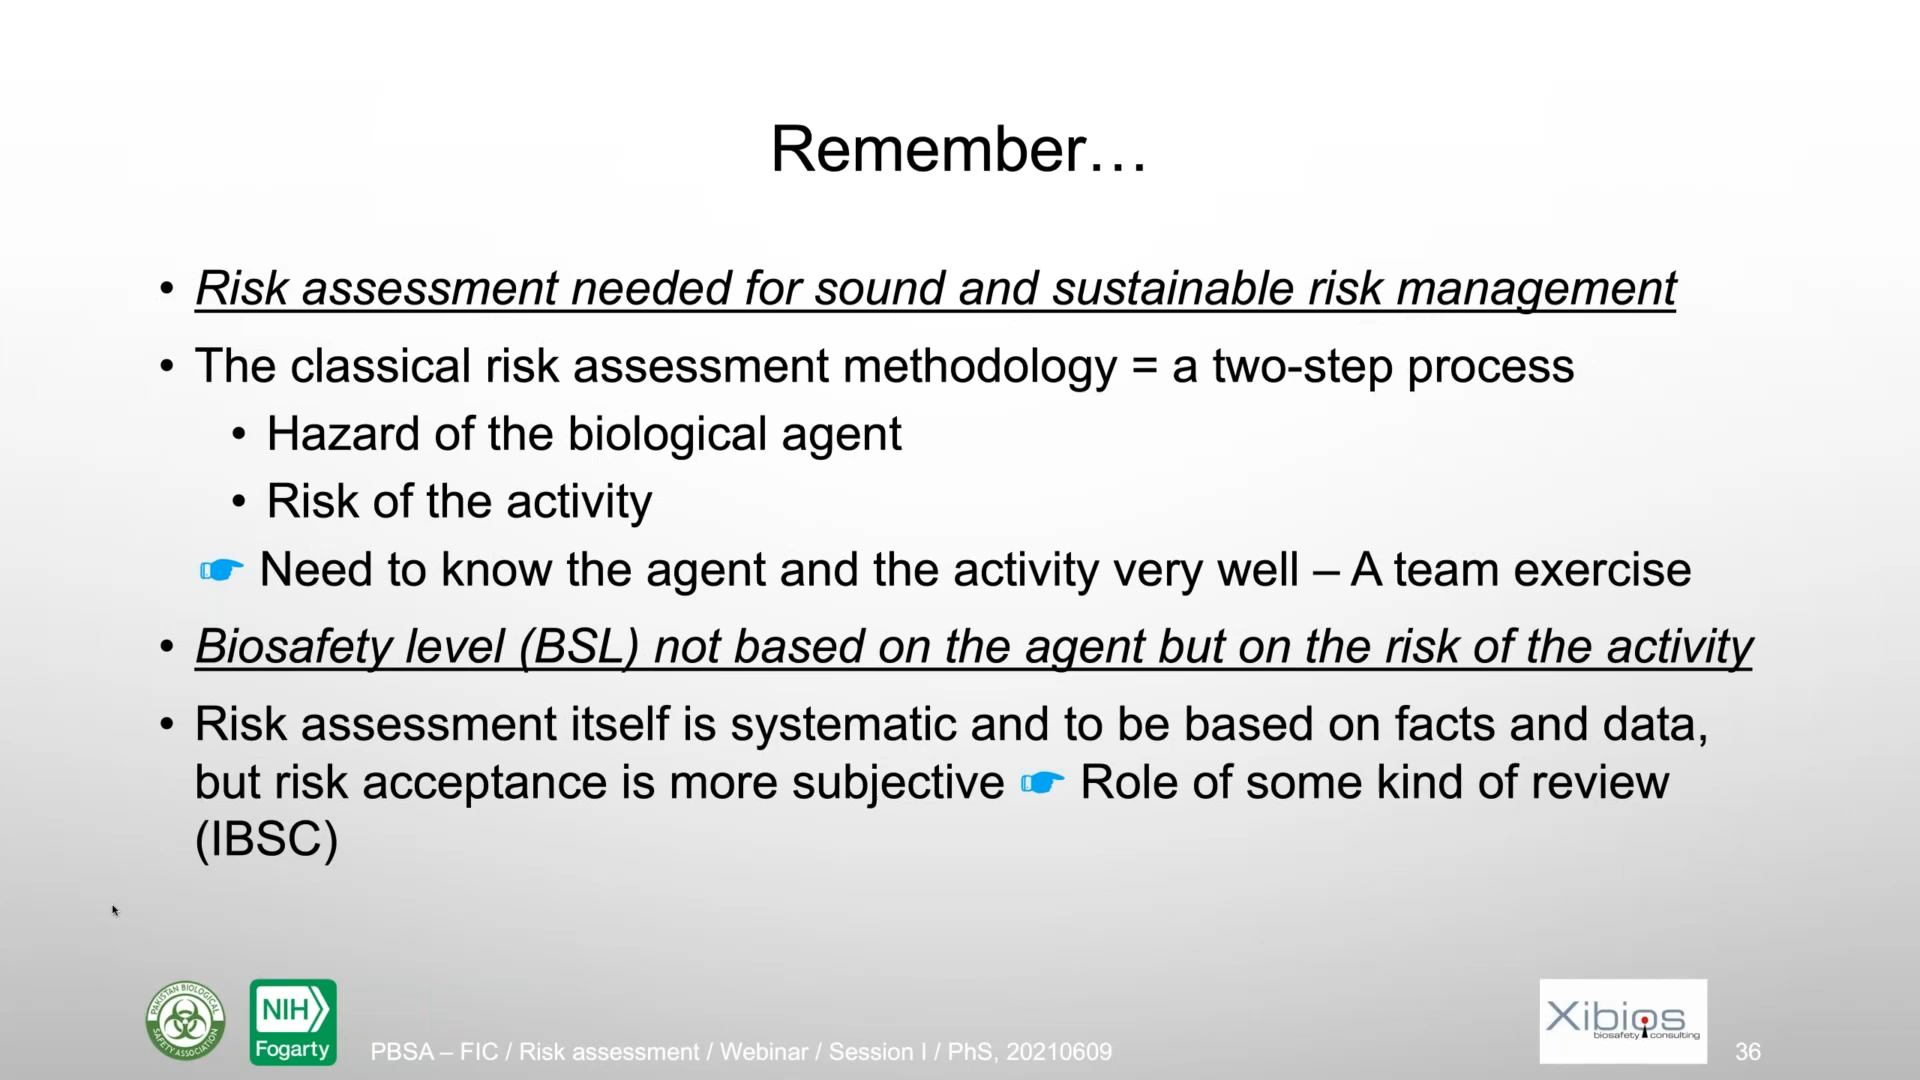 Remember…
• Risk assessment needed for sound and sustainable risk management
• The classical risk assessment methodology = a two-step process
• Hazard of the biological agent
• Risk of the activity
☛ Need to know the agent and the activity very well – A team exercise
• Biosafety level (BSL) not based on the agent but on the risk of the activity
• Risk assessment itself is systematic and to be based on facts and data,
but risk acceptance is more subjective ☛ Role of some kind of review
(IBSC)
PAKISTAN BIOLOGICAL SAFETY ASSOCIATION
NIH
Fogarty
PBSA – FIC / Risk assessment / Webinar / Session I / PhS, 20210609
Xibios
biosafety consulting
36